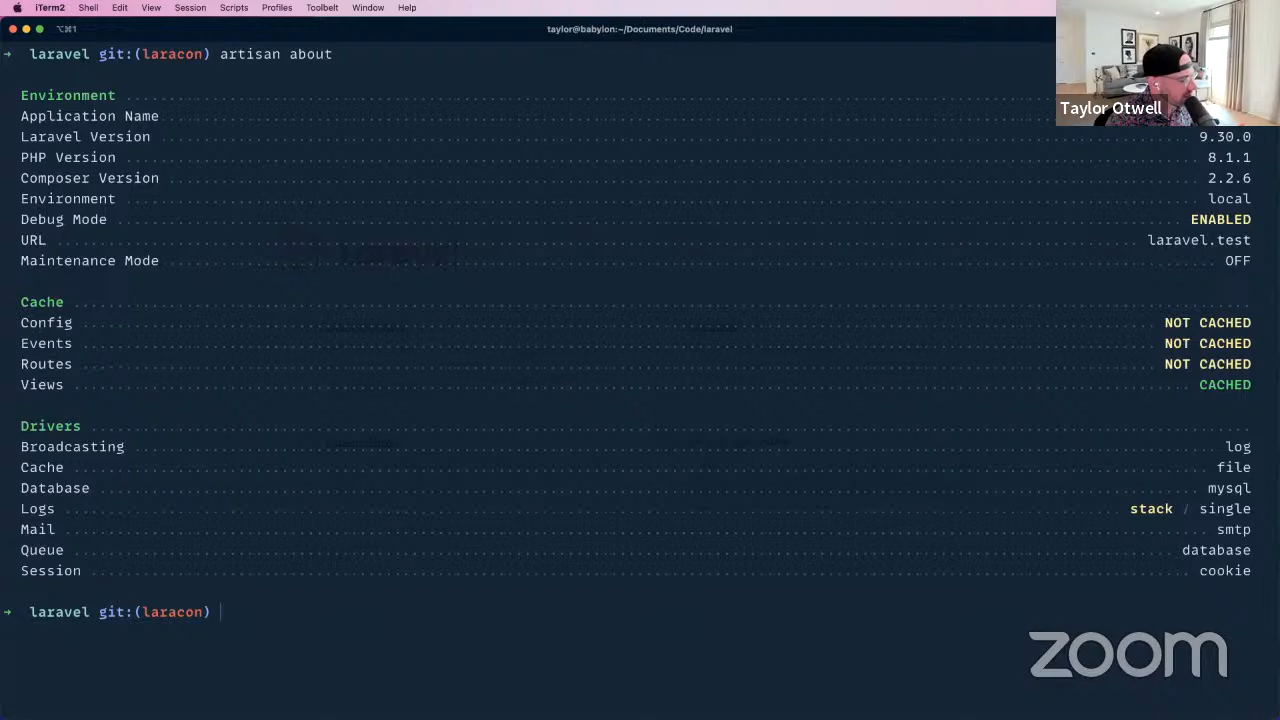 iTerm2 Shell Edit View Session Scripts Profiles Toolbelt Window Help
⌥⌘1 taylor@babylon:~/Documents/Code/laravel
→ laravel git:(laracon) artisan about
Environment
Application Name
Laravel Version 9.30.0
PHP Version 8.1.1
Composer Version 2.2.6
Environment local
Debug Mode ENABLED
URL laravel.test
Maintenance Mode OFF
Cache
Config NOT CACHED
Events NOT CACHED
Routes NOT CACHED
Views CACHED
Drivers
Broadcasting log
Cache file
Database mysql
Logs stack / single
Mail smtp
Queue database
Session cookie
→ laravel git:(laracon)
Taylor Otwell
zoom